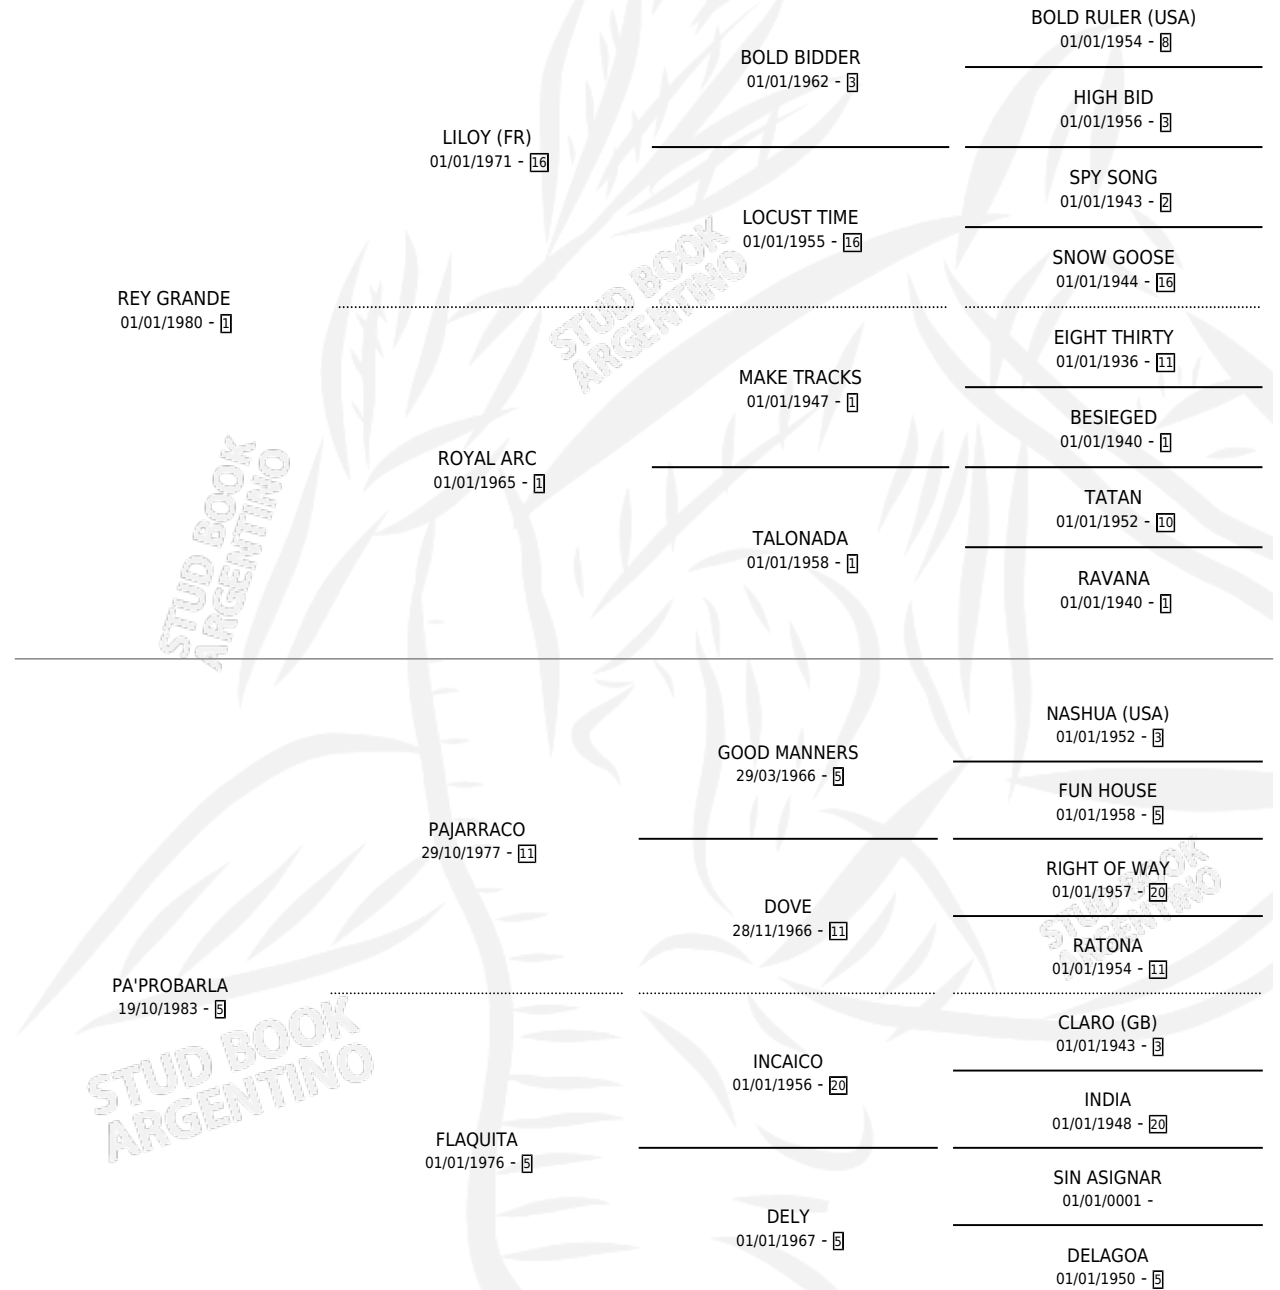 BOLD RULER (USA)
01/01/1954 - 8
BOLD BIDDER
01/01/1962 - 3
HIGH BID
01/01/1956 - 3
LILOY (FR)
01/01/1971 - 16
SPY SONG
01/01/1943 - 2
LOCUST TIME
01/01/1955 - 16
SNOW GOOSE
01/01/1944 - 16
REY GRANDE
01/01/1980 - 1
EIGHT THIRTY
01/01/1936 - 11
MAKE TRACKS
01/01/1947 - 1
BESIEGED
01/01/1940 - 1
ROYAL ARC
01/01/1965 - 1
TATAN
01/01/1952 - 10
TALONADA
01/01/1958 - 1
RAVANA
01/01/1940 - 1
STUD BOOK
ARGENTINO
STUD BOOK
ARGENTINO
NASHUA (USA)
01/01/1952 - 3
GOOD MANNERS
29/03/1966 - 5
FUN HOUSE
01/01/1958 - 5
PAJARRACO
29/10/1977 - 11
RIGHT OF WAY
01/01/1957 - 20
DOVE
28/11/1966 - 11
RATONA
01/01/1954 - 11
PA'PROBARLA
19/10/1983 - 5
CLARO (GB)
01/01/1943 - 3
INCAICO
01/01/1956 - 20
INDIA
01/01/1948 - 20
FLAQUITA
01/01/1976 - 5
SIN ASIGNAR
01/01/0001 -
DELY
01/01/1967 - 5
DELAGOA
01/01/1950 - 5
STUD BOOK
ARGENTINO
STUD BOOK
ARGENTINO